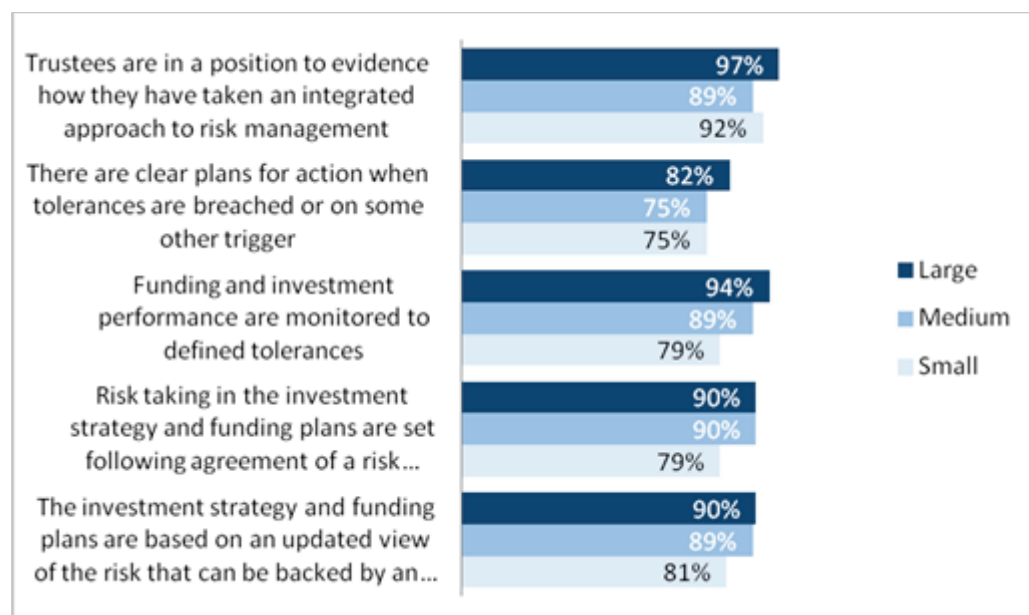 Trustees are in a position to evidence
how they have taken an integrated
approach to risk management
97%
89%
92%
There are clear plans for action when
tolerances are breached or on some
other trigger
82%
75%
75%
Funding and investment
performance are monitored to
defined tolerances
94%
89%
79%
Risk taking in the investment
strategy and funding plans are set
following agreement of a risk...
90%
90%
79%
The investment strategy and funding
plans are based on an updated view
of the risk that can be backed by an...
90%
89%
81%
Large
Medium
Small